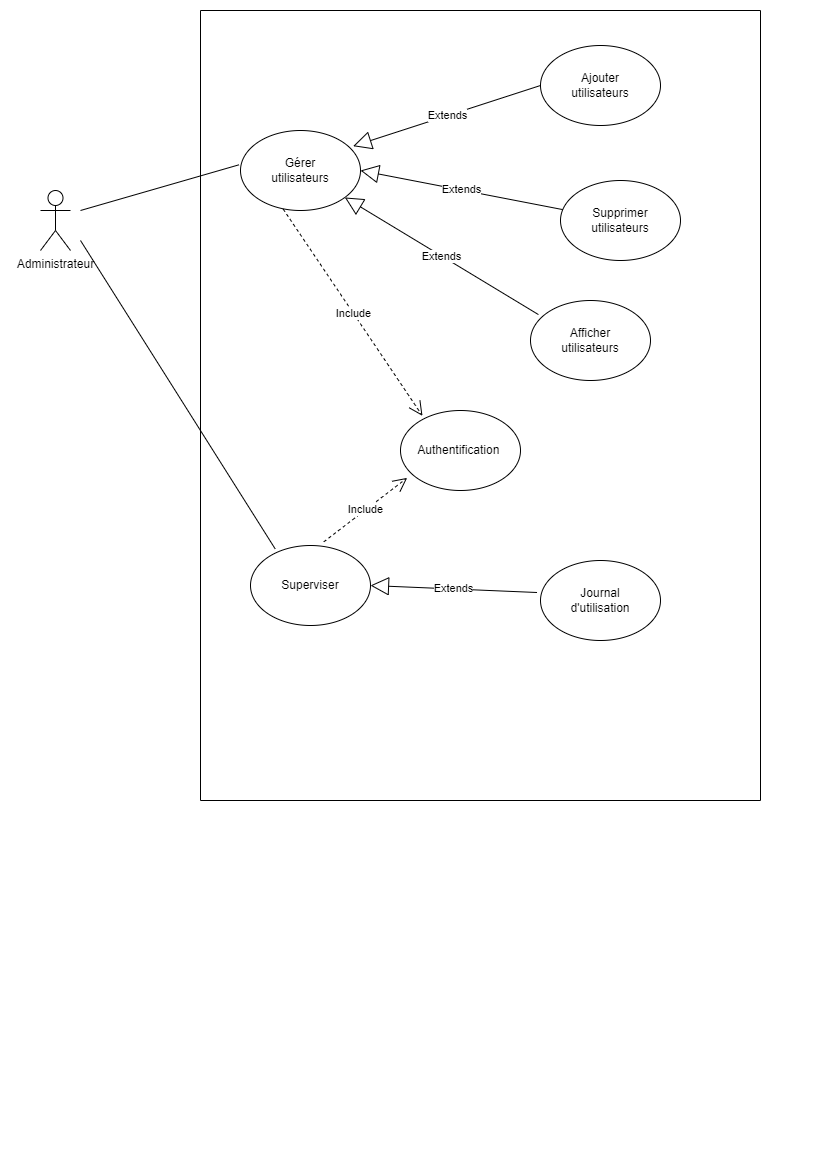 Ajouter
utilisateurs
Extends
Gérer
utilisateurs
Extends
Supprimer
utilisateurs
Administrateur
Extends
Include
Afficher
utilisateurs
Authentification
Include
Superviser
Extends
Journal
d'utilisation